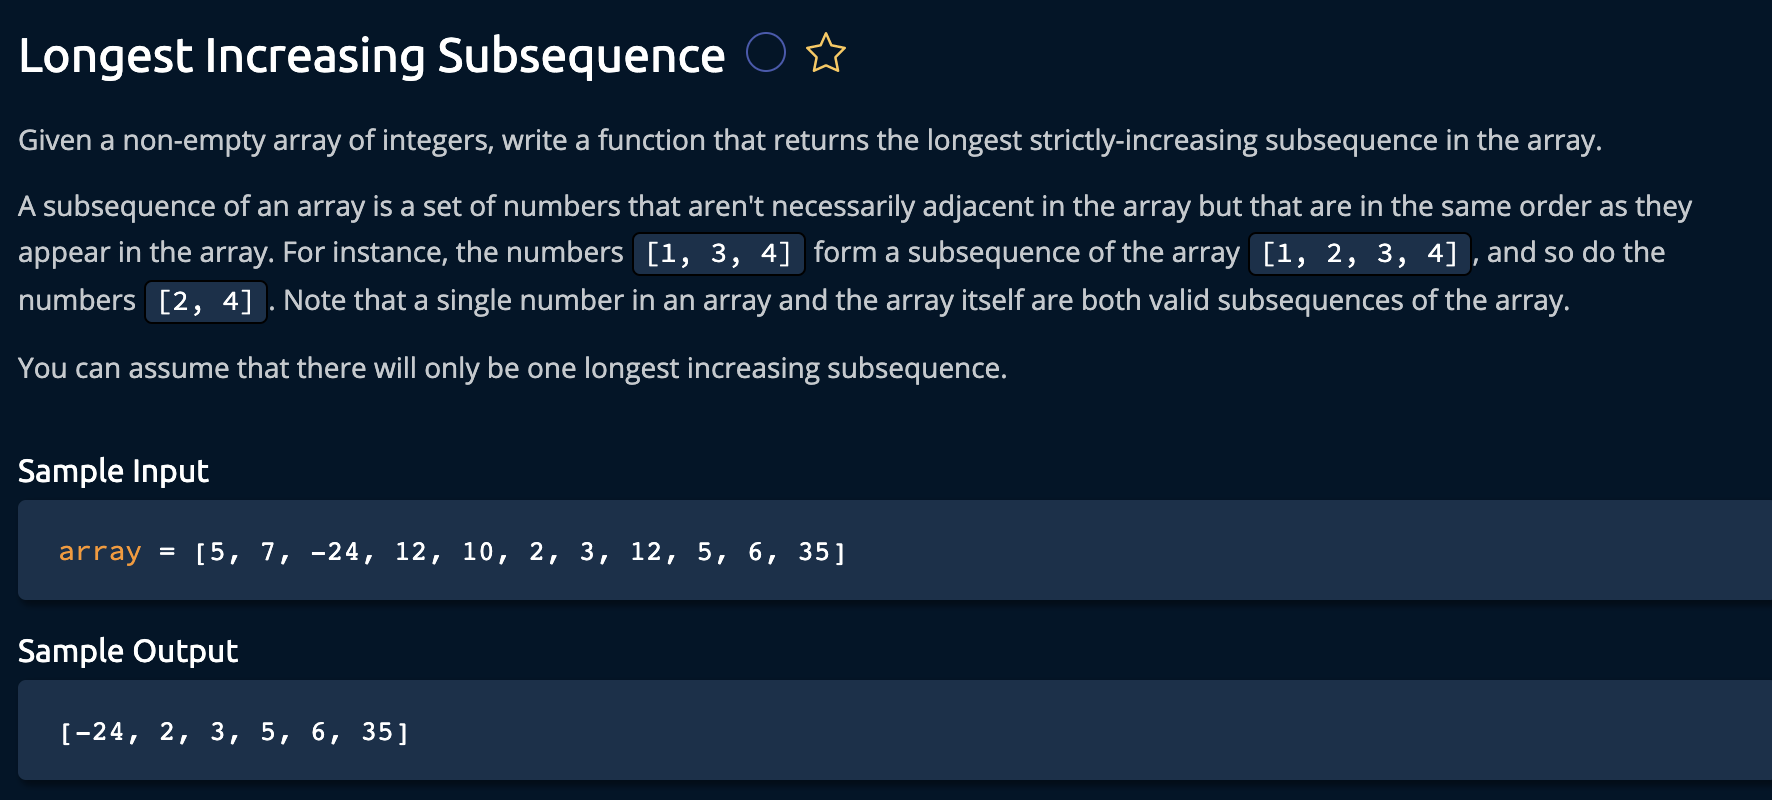 Longest Increasing Subsequence
Given a non-empty array of integers, write a function that returns the longest strictly-increasing subsequence in the array.
A subsequence of an array is a set of numbers that aren't necessarily adjacent in the array but that are in the same order as they
appear in the array. For instance, the numbers [1, 3, 4] form a subsequence of the array [1, 2, 3, 4], and so do the
numbers [2, 4]. Note that a single number in an array and the array itself are both valid subsequences of the array.
You can assume that there will only be one longest increasing subsequence.
Sample Input
array = [5, 7, -24, 12, 10, 2, 3, 12, 5, 6, 35]
Sample Output
[-24, 2, 3, 5, 6, 35]